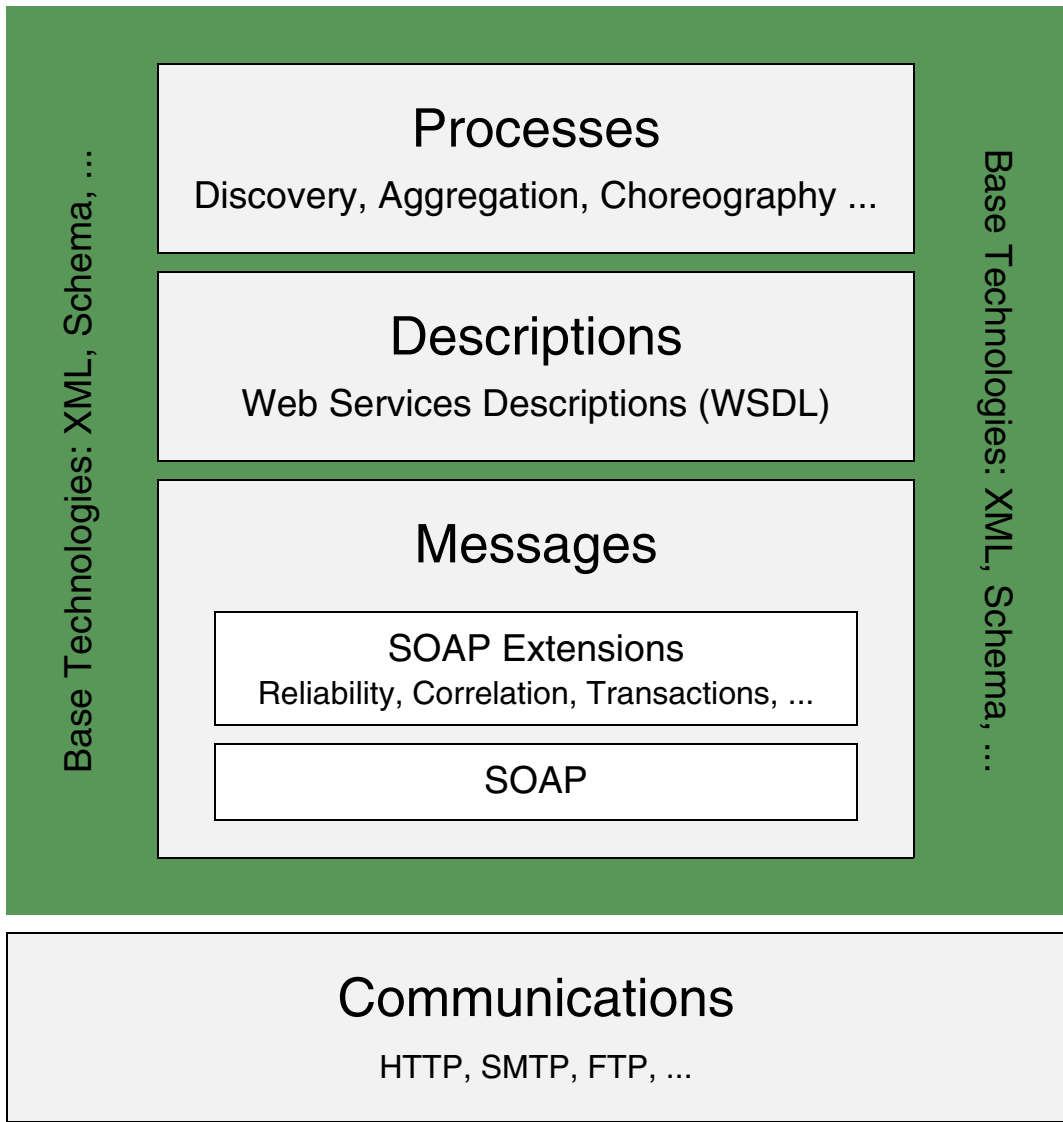 Base Technologies: XML, Schema, ...
Processes
Discovery, Aggregation, Choreography ...
Descriptions
Web Services Descriptions (WSDL)
Messages
SOAP Extensions
Reliability, Correlation, Transactions, ...
SOAP
Base Technologies: XML, Schema, ...
Communications
HTTP, SMTP, FTP, ...